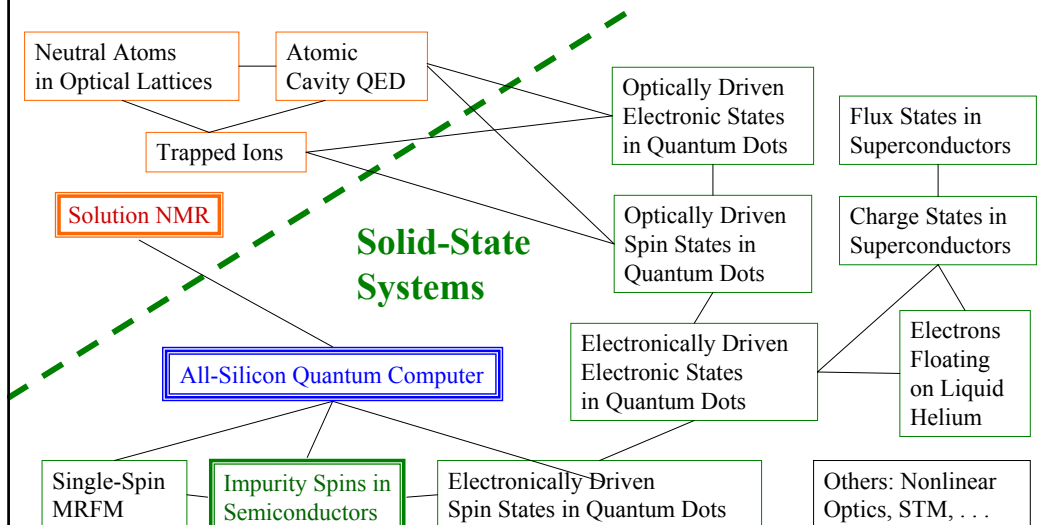 Neutral Atoms
in Optical Lattices
Atomic
Cavity QED
Trapped Ions
Optically Driven
Electronic States
in Quantum Dots
Flux States in
Superconductors
Solution NMR
Solid-State
Systems
Optically Driven
Spin States in
Quantum Dots
Charge States in
Superconductors
All-Silicon Quantum Computer
Electronically Driven
Electronic States
in Quantum Dots
Electrons
Floating
on Liquid
Helium
Single-Spin
MRFM
Impurity Spins in
Semiconductors
Electronically Driven
Spin States in Quantum Dots
Others: Nonlinear
Optics, STM, . . .